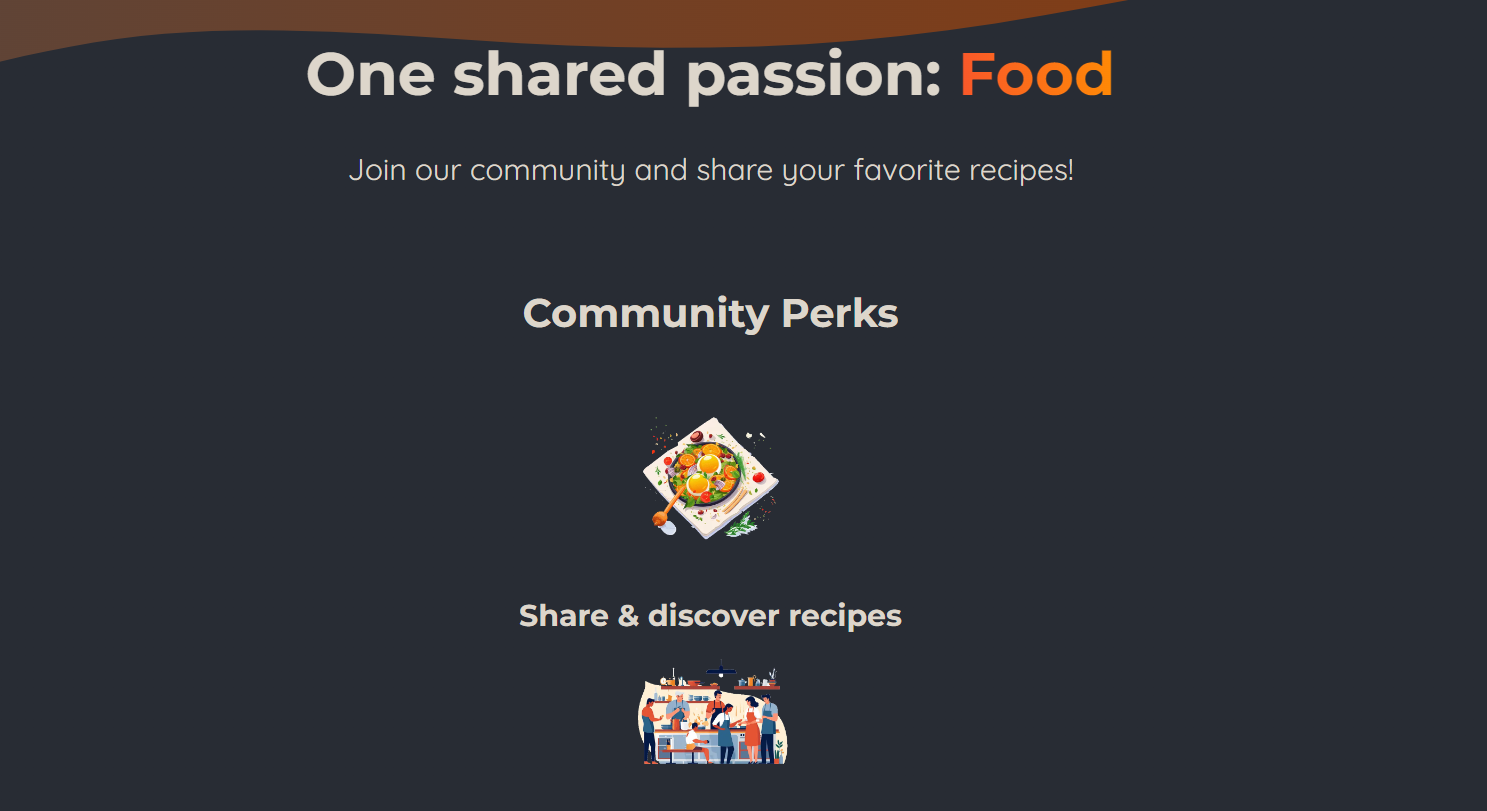 One shared passion: Food
Join our community and share your favorite recipes!
Community Perks
Share & discover recipes